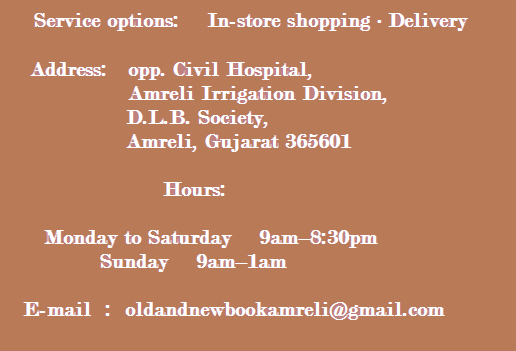 Service options: In-store shopping · Delivery
Address: opp. Civil Hospital,
Amreli Irrigation Division,
D.L.B. Society,
Amreli, Gujarat 365601
Hours:
Monday to Saturday 9am–8:30pm
Sunday 9am–1am
E-mail : oldandnewbookamreli@gmail.com